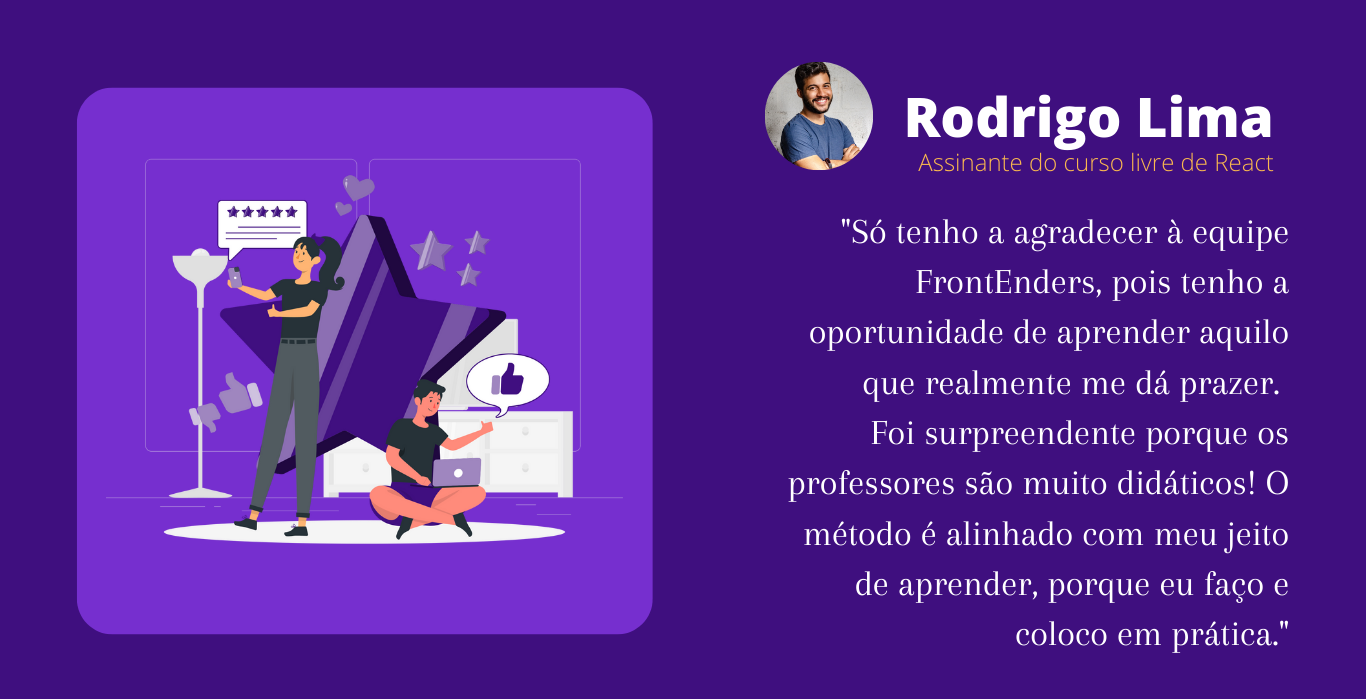 Rodrigo Lima
Assinante do curso livre de React
"Só tenho a agradecer à equipe
FrontEnders, pois tenho a
oportunidade de aprender aquilo
que realmente me dá prazer.
Foi surpreendente porque os
professores são muito didáticos! O
método é alinhado com meu jeito
de aprender, porque eu faço e
coloco em prática."